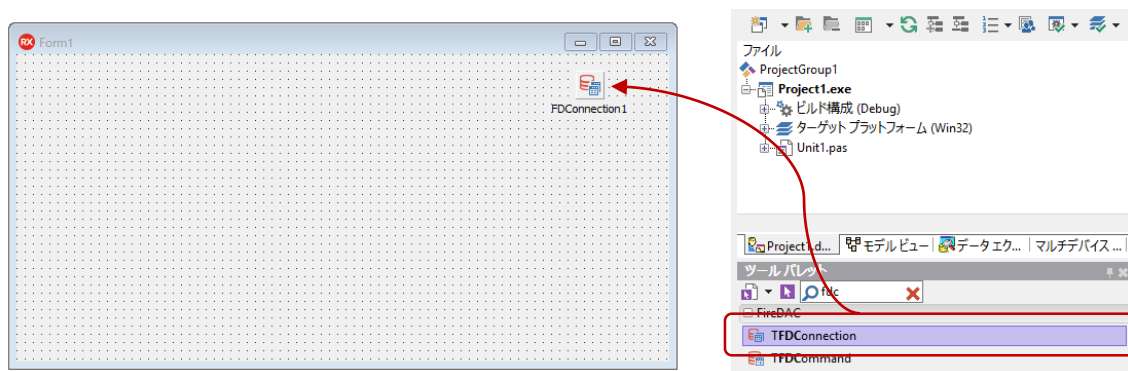 RX Form1
FDConnection1
ファイル
ProjectGroup1
Project1.exe
ビルド構成 (Debug)
ターゲット プラットフォーム (Win32)
Unit1.pas
Project1.d...
モデル ビュー
データ エク...
マルチデバイス ...
ツール パレット
fdc
FireDAC
TFDConnection
TFDCommand